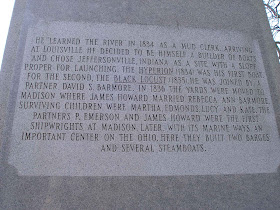 HE LEARNED THE RIVER IN 1834 AS A MUD CLERK. ARRIVING
AT LOUISVILLE HE DECIDED TO BE HIMSELF A BUILDER OF BOATS
AND CHOSE JEFFERSONVILLE, INDIANA AS A SITE WITH A SLOPE
PROPER FOR LAUNCHING. THE HYPERION (1834) WAS HIS FIRST BOAT
FOR THE SECOND, THE BLACK LOCUST (1835) HE WAS JOINED BY A
PARTNER DAVID S. BARMORE. IN 1836 THE YARDS WERE MOVED TO
MADISON WHERE JAMES HOWARD MARRIED REBECCA ANN BARMORE
SURVIVING CHILDREN WERE MARTHA, EDMONDS, LUCY AND KATE. THE
PARTNERS P. EMERSON AND JAMES HOWARD WERE THE FIRST
SHIPWRIGHTS AT MADISON LATER, WITH ITS MARINE WAYS, AN
IMPORTANT CENTER ON THE OHIO. HERE THEY BUILT TWO BARGES
AND SEVERAL STEAMBOATS.